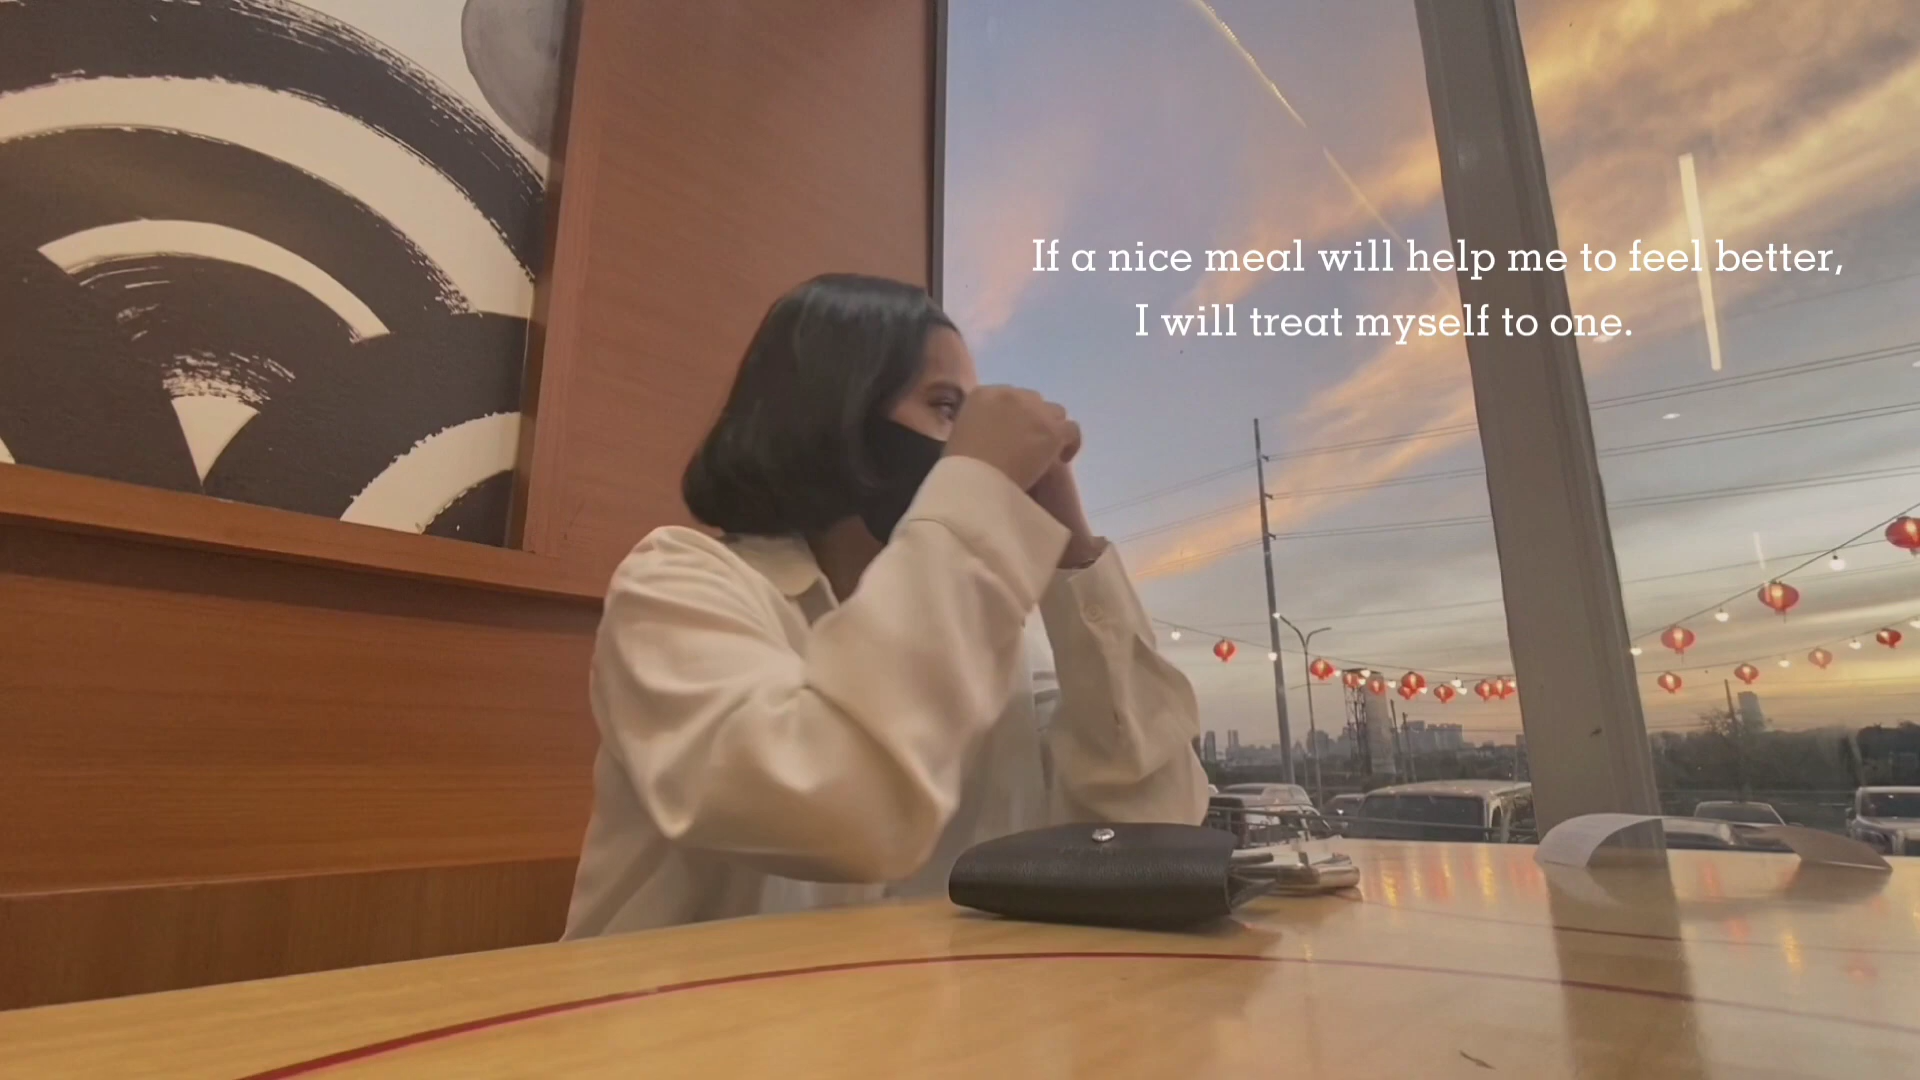 If a nice meal will help me to feel better,
I will treat myself to one.